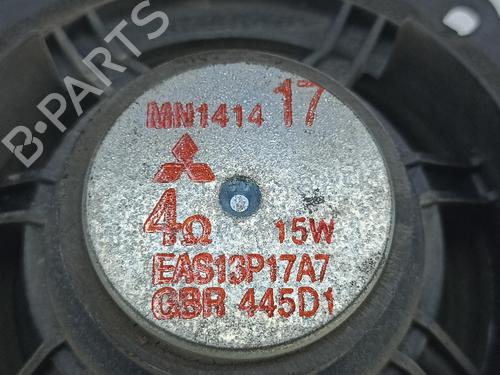 B-PARTS
MN1414 17
4Ω 15W
EAS13P17A7
GBR 445D1